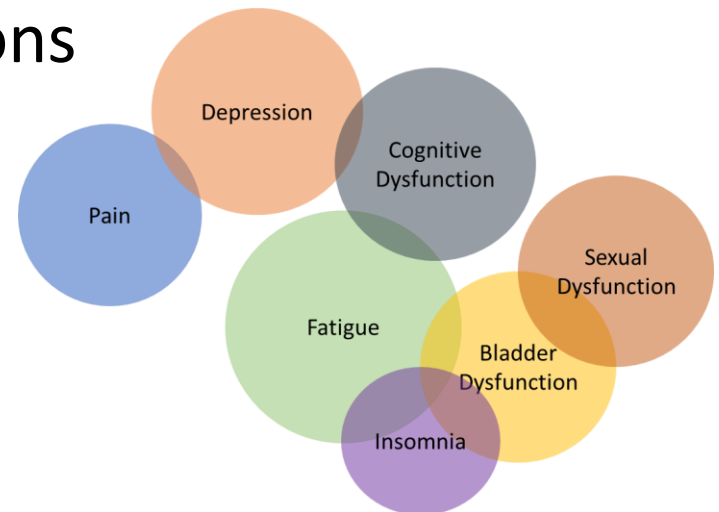 ons
Depression
Cognitive
Dysfunction
Pain
Sexual
Dysfunction
Fatigue
Bladder
Dysfunction
Insomnia